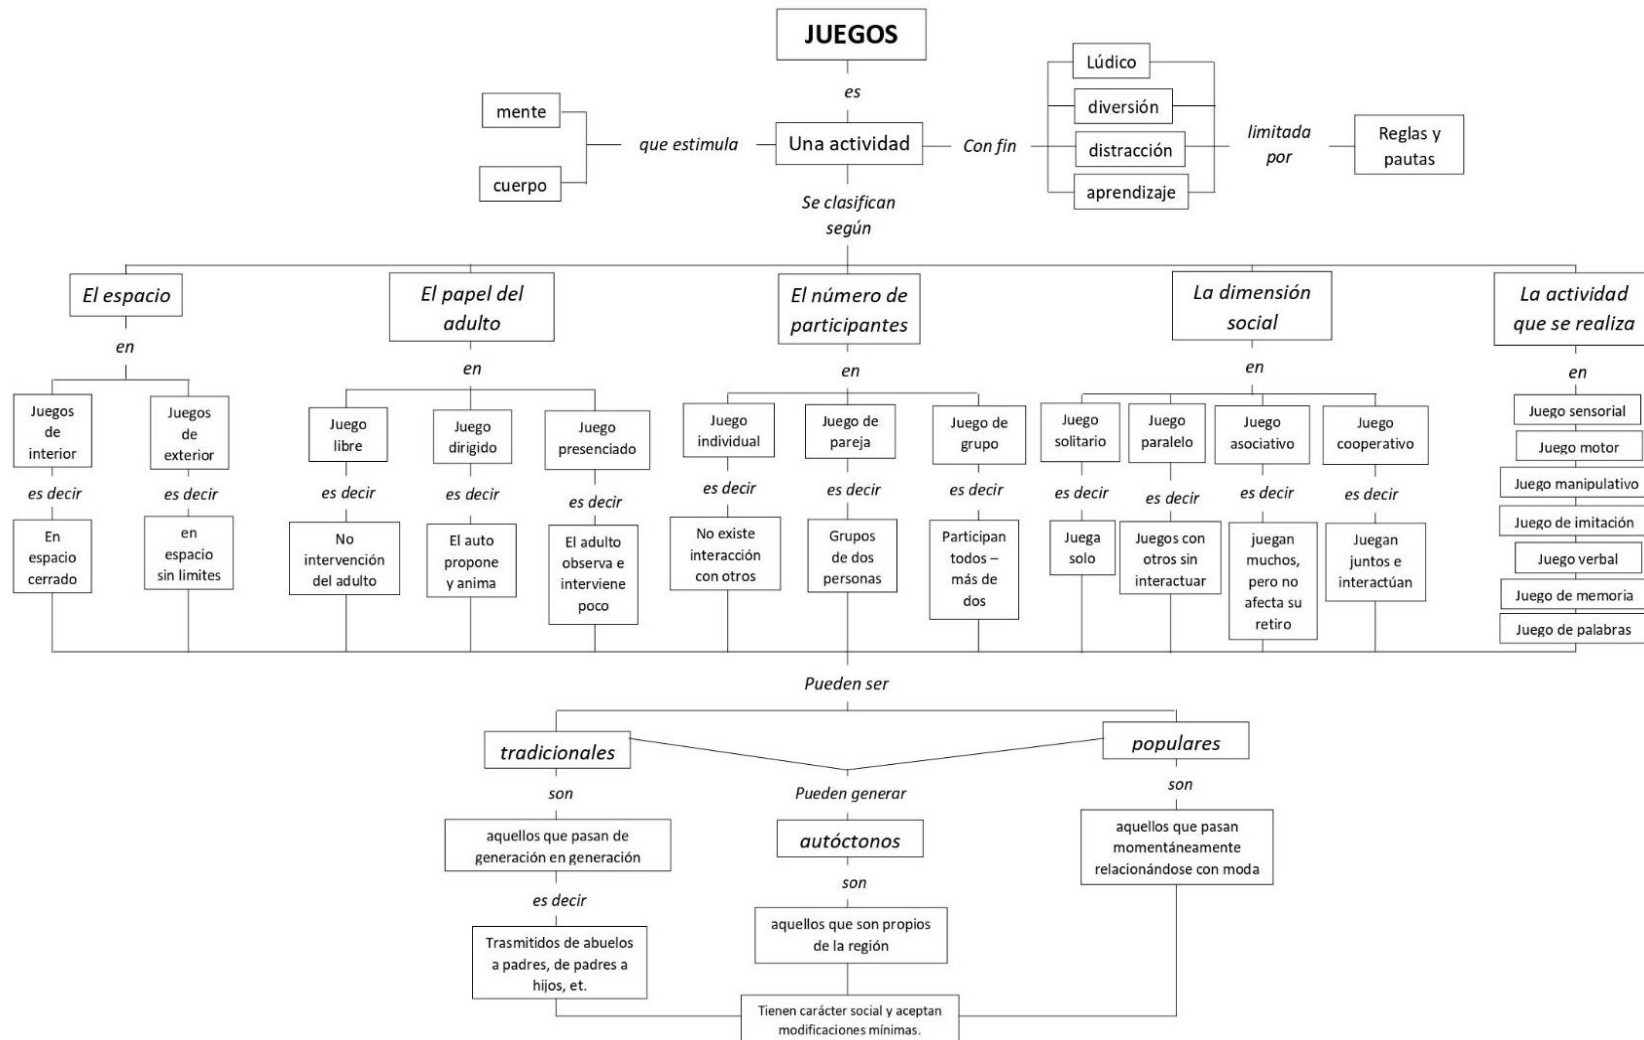 JUEGOS
es
mente
cuerpo
que estimula
Una actividad
Con fin
Lúdico
diversión
distracción
aprendizaje
limitada
por
Reglas y
pautas
Se clasifican
según
El espacio
en
Juegos
de
interior
es decir
En
espacio
cerrado
Juegos
de
exterior
es decir
en
espacio
sin limites
El papel del
adulto
en
Juego
libre
es decir
No
intervención
del adulto
Juego
dirigido
es decir
El auto
propone
y anima
Juego
presenciado
es decir
El adulto
observa e
interviene
poco
El número de
participantes
en
Juego
individual
es decir
No existe
interacción
con otros
Juego de
pareja
es decir
Grupos
de dos
personas
Juego de
grupo
es decir
Participan
todos –
más de
dos
La dimensión
social
en
Juego
solitario
es decir
Juega
solo
Juego
paralelo
es decir
Juegos con
otros sin
interactuar
Juego
asociativo
es decir
juegan
muchos,
pero no
afecta su
retiro
Juego
cooperativo
es decir
Juegan
juntos e
interactúan
La actividad
que se realiza
en
Juego sensorial
Juego motor
Juego manipulativo
Juego de imitación
Juego verbal
Juego de memoria
Juego de palabras
Pueden ser
tradicionales
son
aquellos que pasan de
generación en generación
es decir
Trasmitidos de abuelos
a padres, de padres a
hijos, et.
Pueden generar
autóctonos
son
aquellos que son propios
de la región
populares
son
aquellos que pasan
momentáneamente
relacionándose con moda
Tienen carácter social y aceptan
modificaciones mínimas.